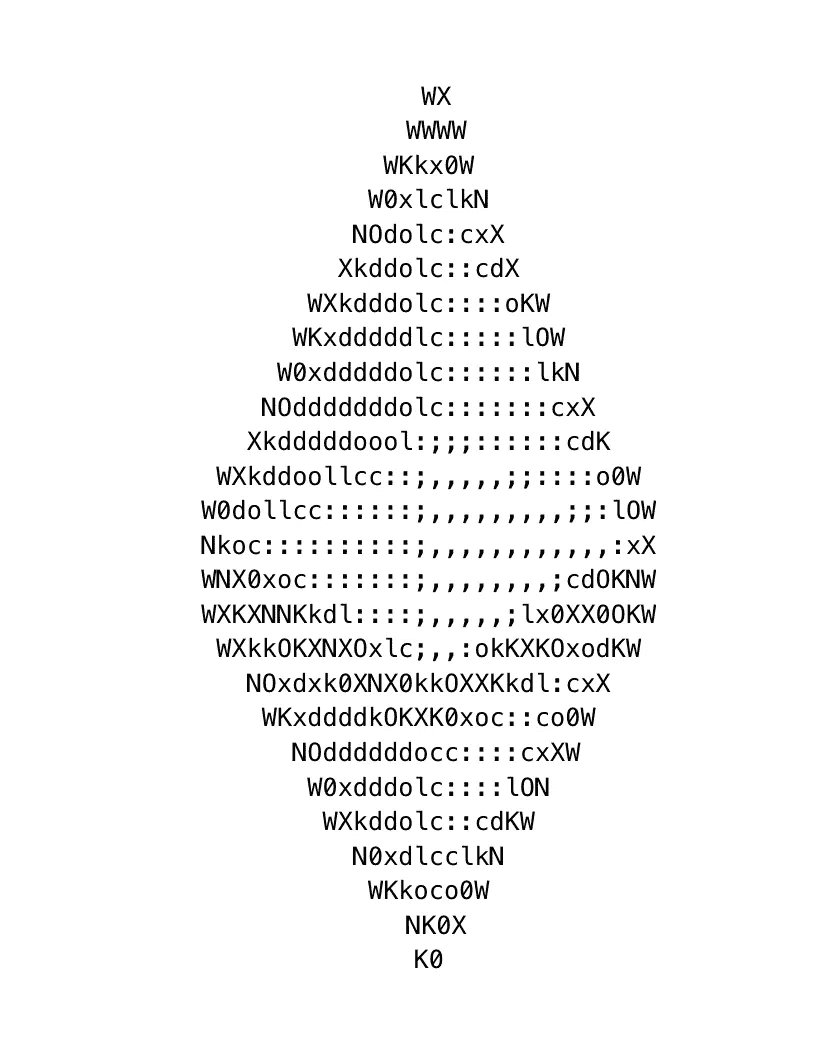 WX
WWWW
WKkx0W
W0xlclkN
NOdolc:cxX
Xkddolc::cdX
WXkdddolc::::oKW
WKxdddddlc:::::lOW
W0xdddddolc::::::lkN
NOdddddddolc:::::::cxX
Xkdddddoool:;;;::::::cdK
WXkddoollcc::;,,,,,;;::::o0W
W0dollcc::::::;,,,,,,,,,;;:lOW
Nkoc::::::::::;,,,,,,,,,,,,:xX
WNX0xoc:::::::;,,,,,,,,;cdOKNW
WXKXNNKkdl::::;,,,,,;lx0XX0OKW
WXkkOKXNXOxlc;,,:okKXKOxodKW
NOxdxk0XNX0kkOXXKkdl:cxX
WKxddddkOKXK0xoc::co0W
NOddddddocc::::cxXW
W0xdddolc::::lON
WXkddolc::cdKW
N0xdlcclkN
WKkoco0W
NK0X
K0